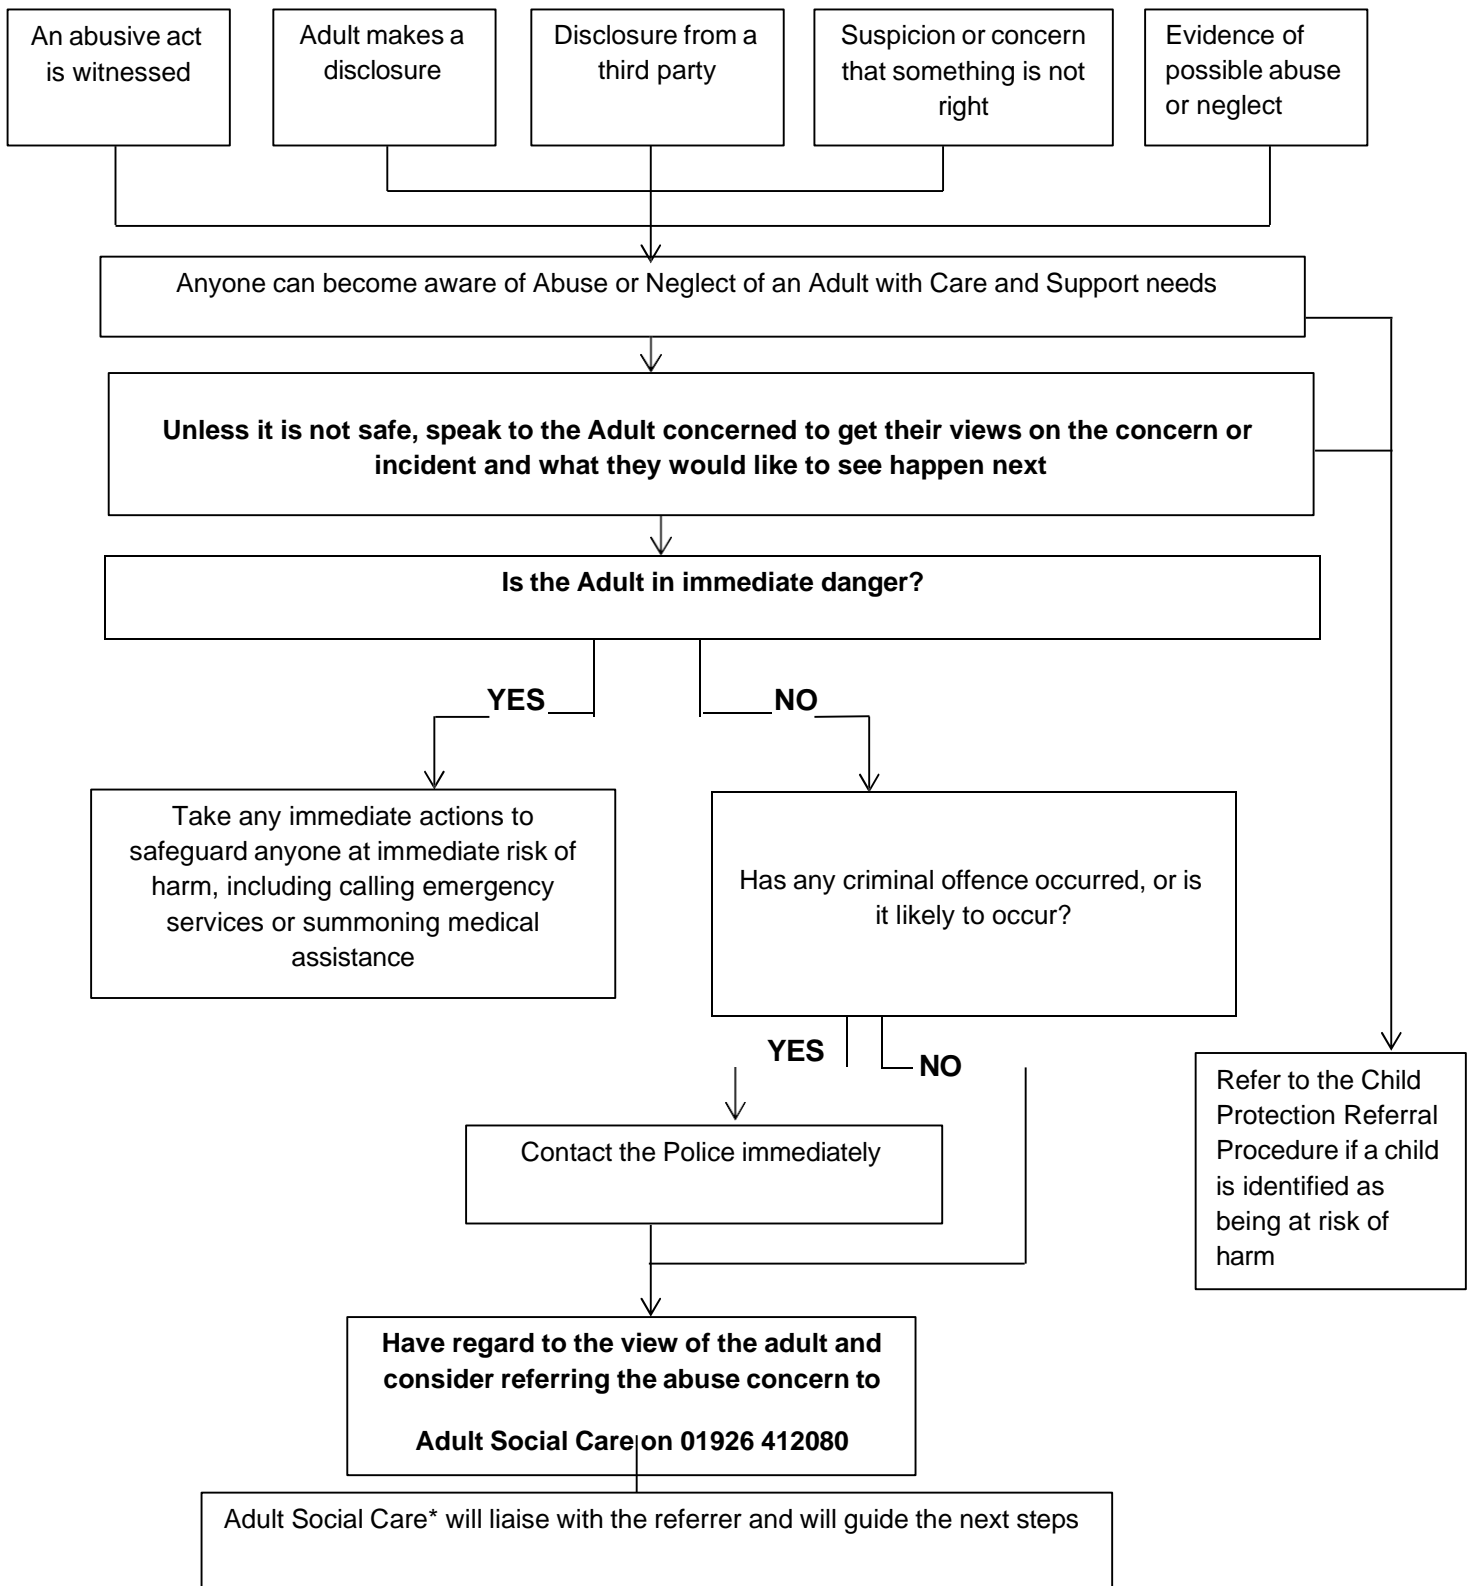 An abusive act
is witnessed
Adult makes a
disclosure
Disclosure from a
third party
Suspicion or concern
that something is not
right
Evidence of
possible abuse
or neglect
Anyone can become aware of Abuse or Neglect of an Adult with Care and Support needs
Unless it is not safe, speak to the Adult concerned to get their views on the concern or
incident and what they would like to see happen next
Is the Adult in immediate danger?
YES
NO
Take any immediate actions to
safeguard anyone at immediate risk of
harm, including calling emergency
services or summoning medical
assistance
Has any criminal offence occurred, or is
it likely to occur?
YES
NO
Contact the Police immediately
Refer to the Child
Protection Referral
Procedure if a child
is identified as
being at risk of
harm
Have regard to the view of the adult and
consider referring the abuse concern to
Adult Social Care on 01926 412080
Adult Social Care* will liaise with the referrer and will guide the next steps